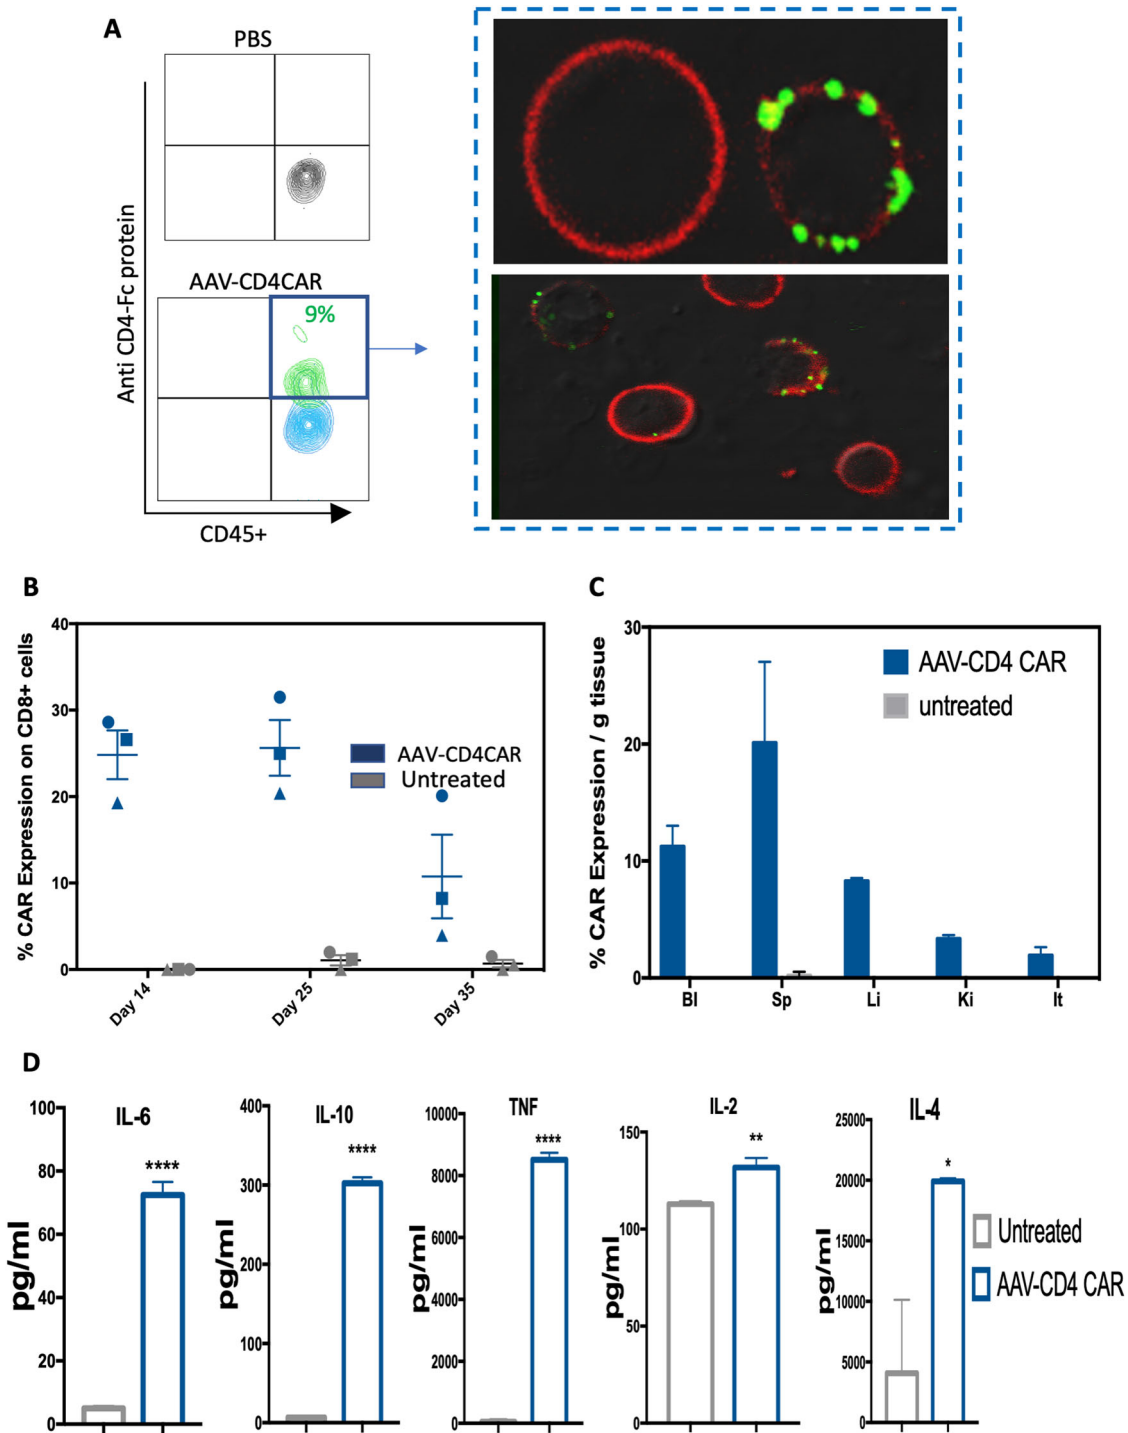 A
PBS
Anti CD4-Fc protein
AAV-CD4CAR
9%
CD45+
B
% CAR Expression on CD8+ cells
40
30
20
10
0
AAV-CD4CAR
Untreated
Day 14
Day 25
Day 35
C
% CAR Expression / g tissue
30
20
10
0
AAV-CD4 CAR
untreated
Bl
Sp
Li
Ki
It
D
IL-6
pg/ml
100
80
60
40
20
0
****
IL-10
pg/ml
400
300
200
100
0
****
TNF
10000
8000
6000
4000
2000
0
****
IL-2
pg/ml
150
100
50
0
**
IL-4
pg/ml
25000
20000
15000
10000
5000
0
*
Untreated
AAV-CD4 CAR